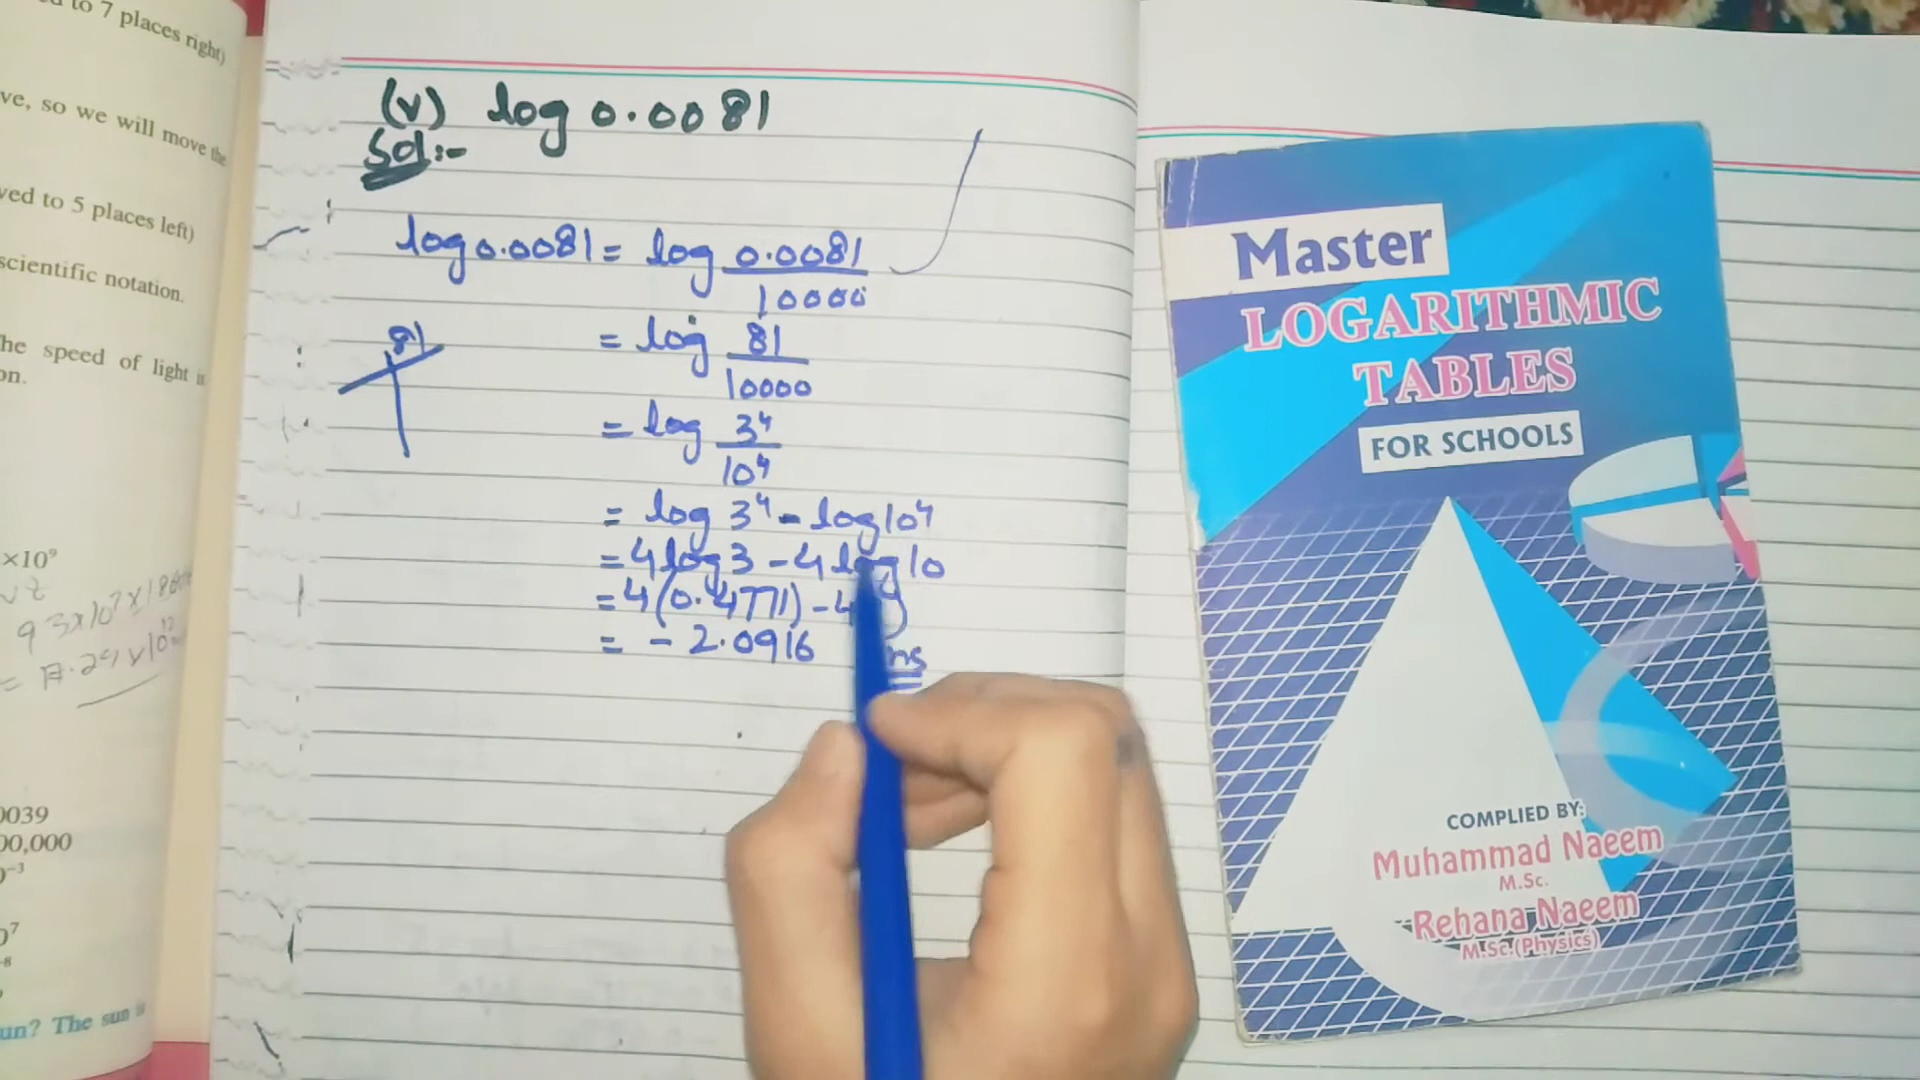 to 7 places right)
ve, so we will move the
ved to 5 places left)
scientific notation.
he speed of light
on.
×10⁹
93×10⁷×186
=
0039
00,000
⁻³
7
-8
un? The sun is
(v) log 0.0081
Sol:-
log 0.0081 = log 0.0081
10000
81
= log 81
10000
= log 3⁴
10⁴
= log 3⁴ - log 10⁴
= 4 log 3 - 4 log 10
= 4(0.4771) - 4
= - 2.0916
Master
LOGARITHMIC
TABLES
FOR SCHOOLS
COMPLIED BY:
Muhammad Naeem
M.Sc.
Rehana Naeem
M.Sc.(Physics)